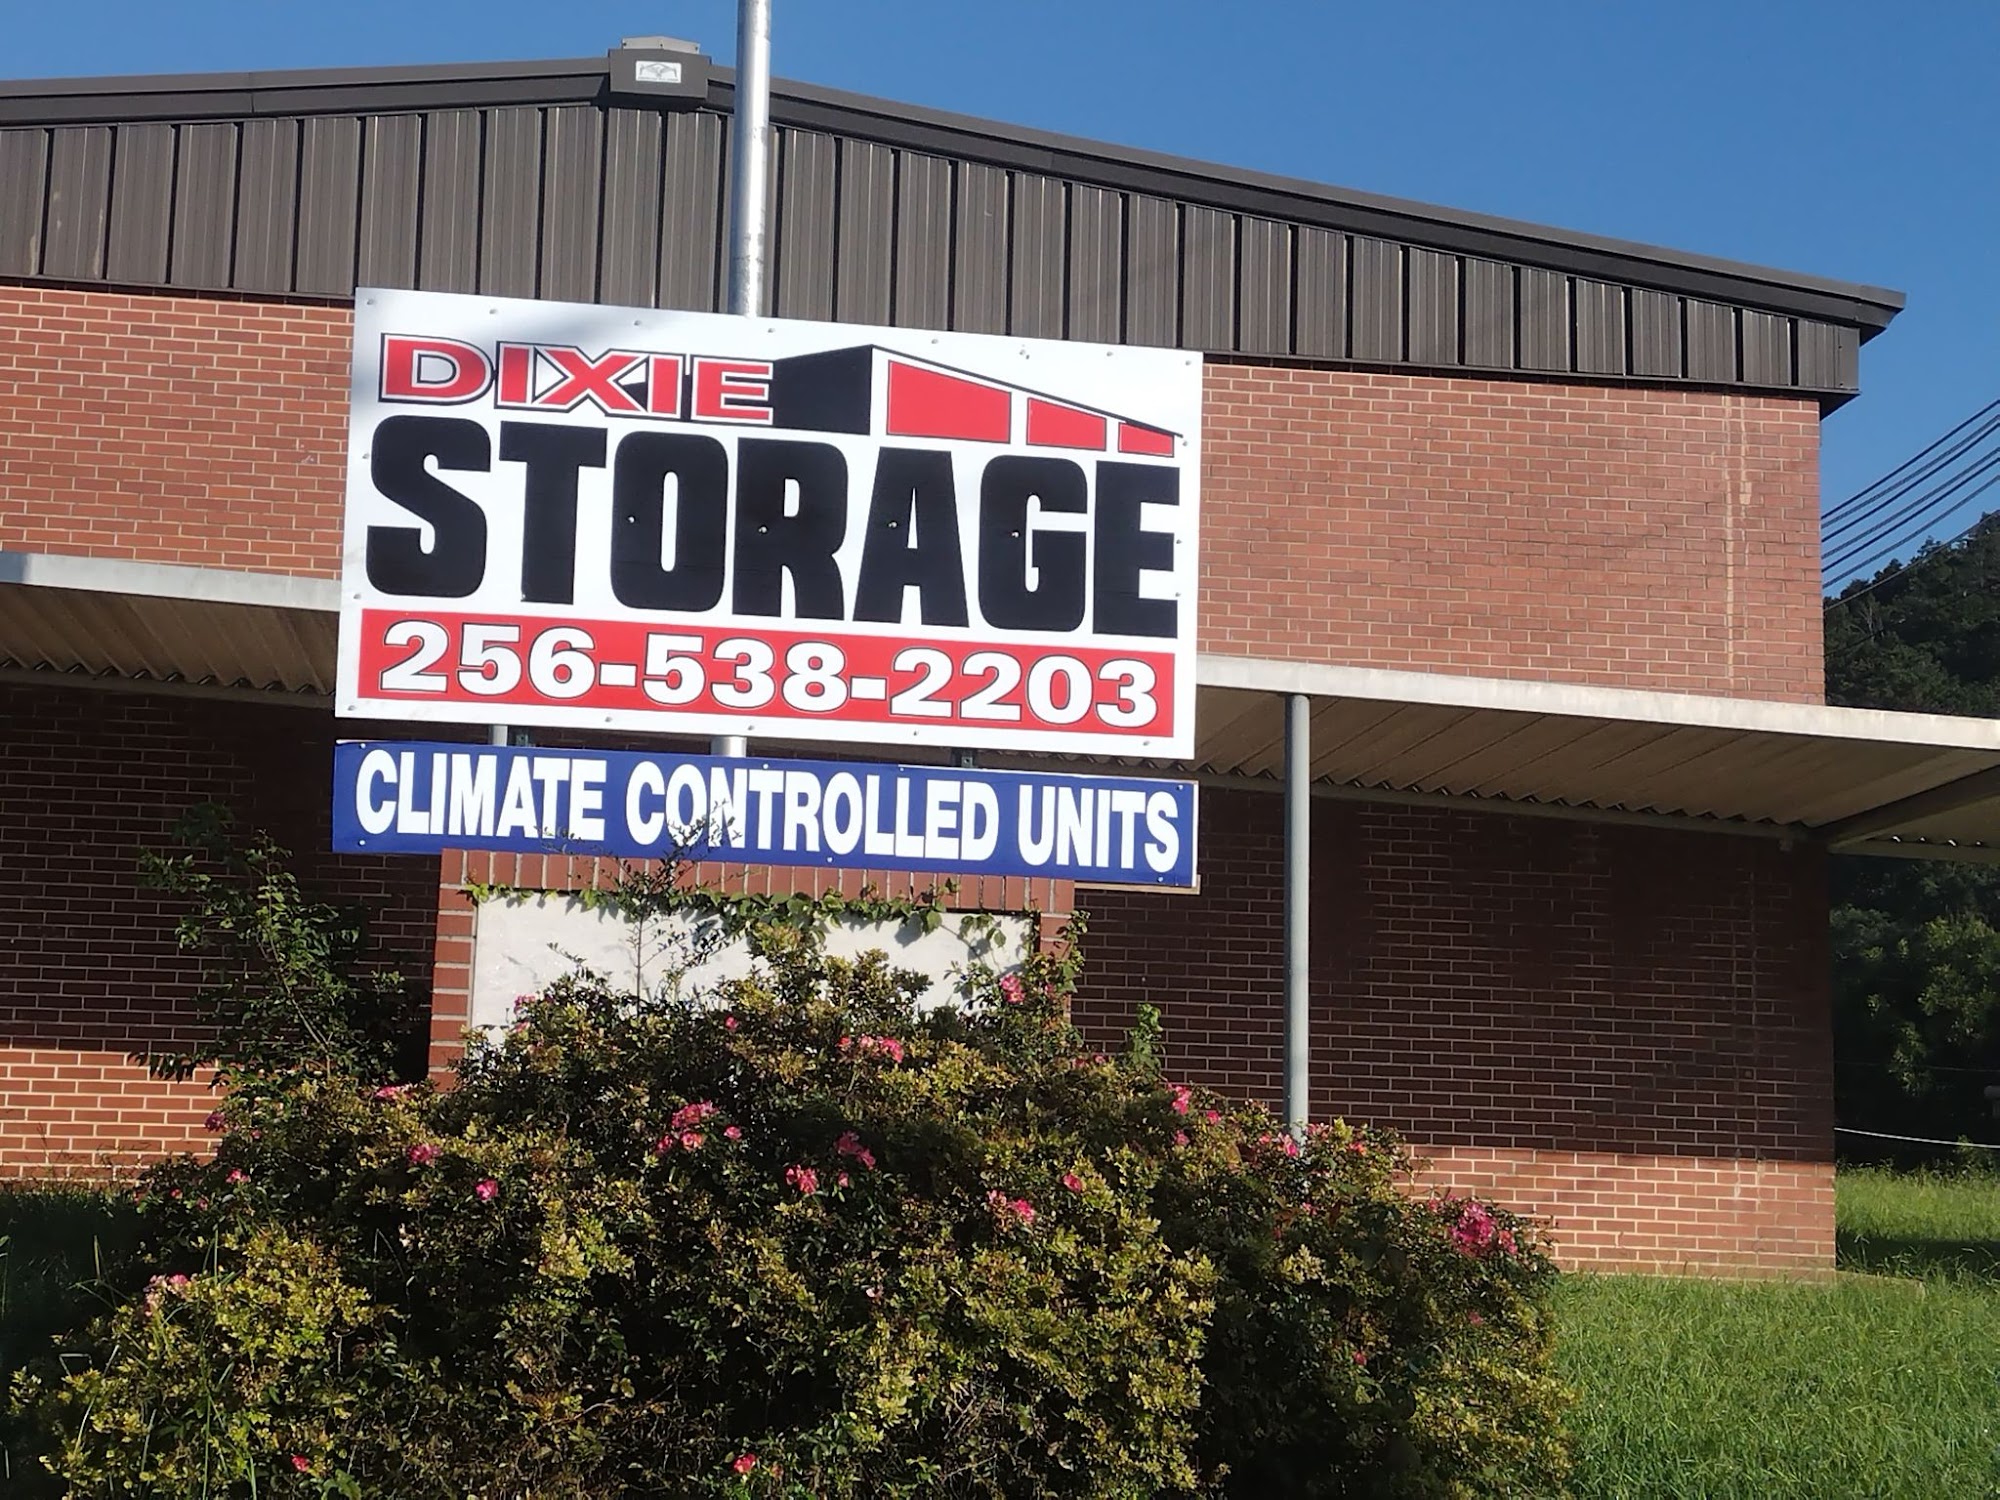 DIXIE
STORAGE
256-538-2203
CLIMATE CONTROLLED UNITS